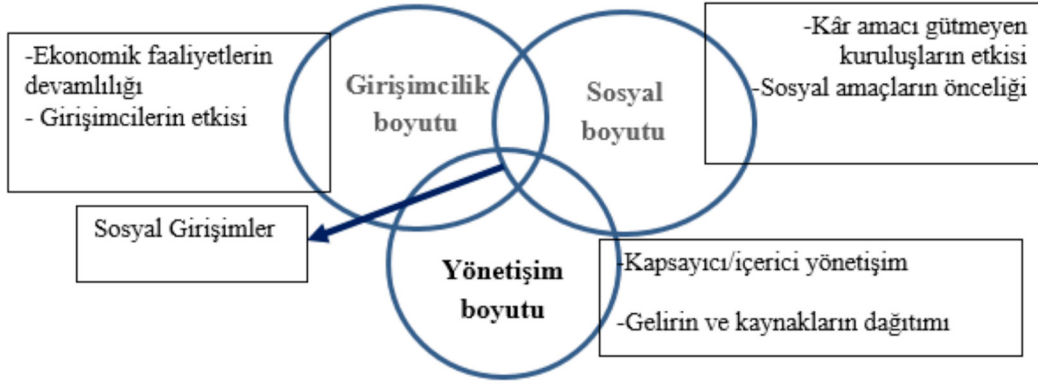 -Ekonomik faaliyetlerin
devamlılığı
- Girişimcilerin etkisi
Girişimcilik
boyutu
Sosyal
boyutu
-Kâr amacı gütmeyen
kuruluşların etkisi
-Sosyal amaçların önceliği
Sosyal Girişimler
Yönetişim
boyutu
-Kapsayıcı/içerici yönetişim
-Gelirin ve kaynakların dağıtımı